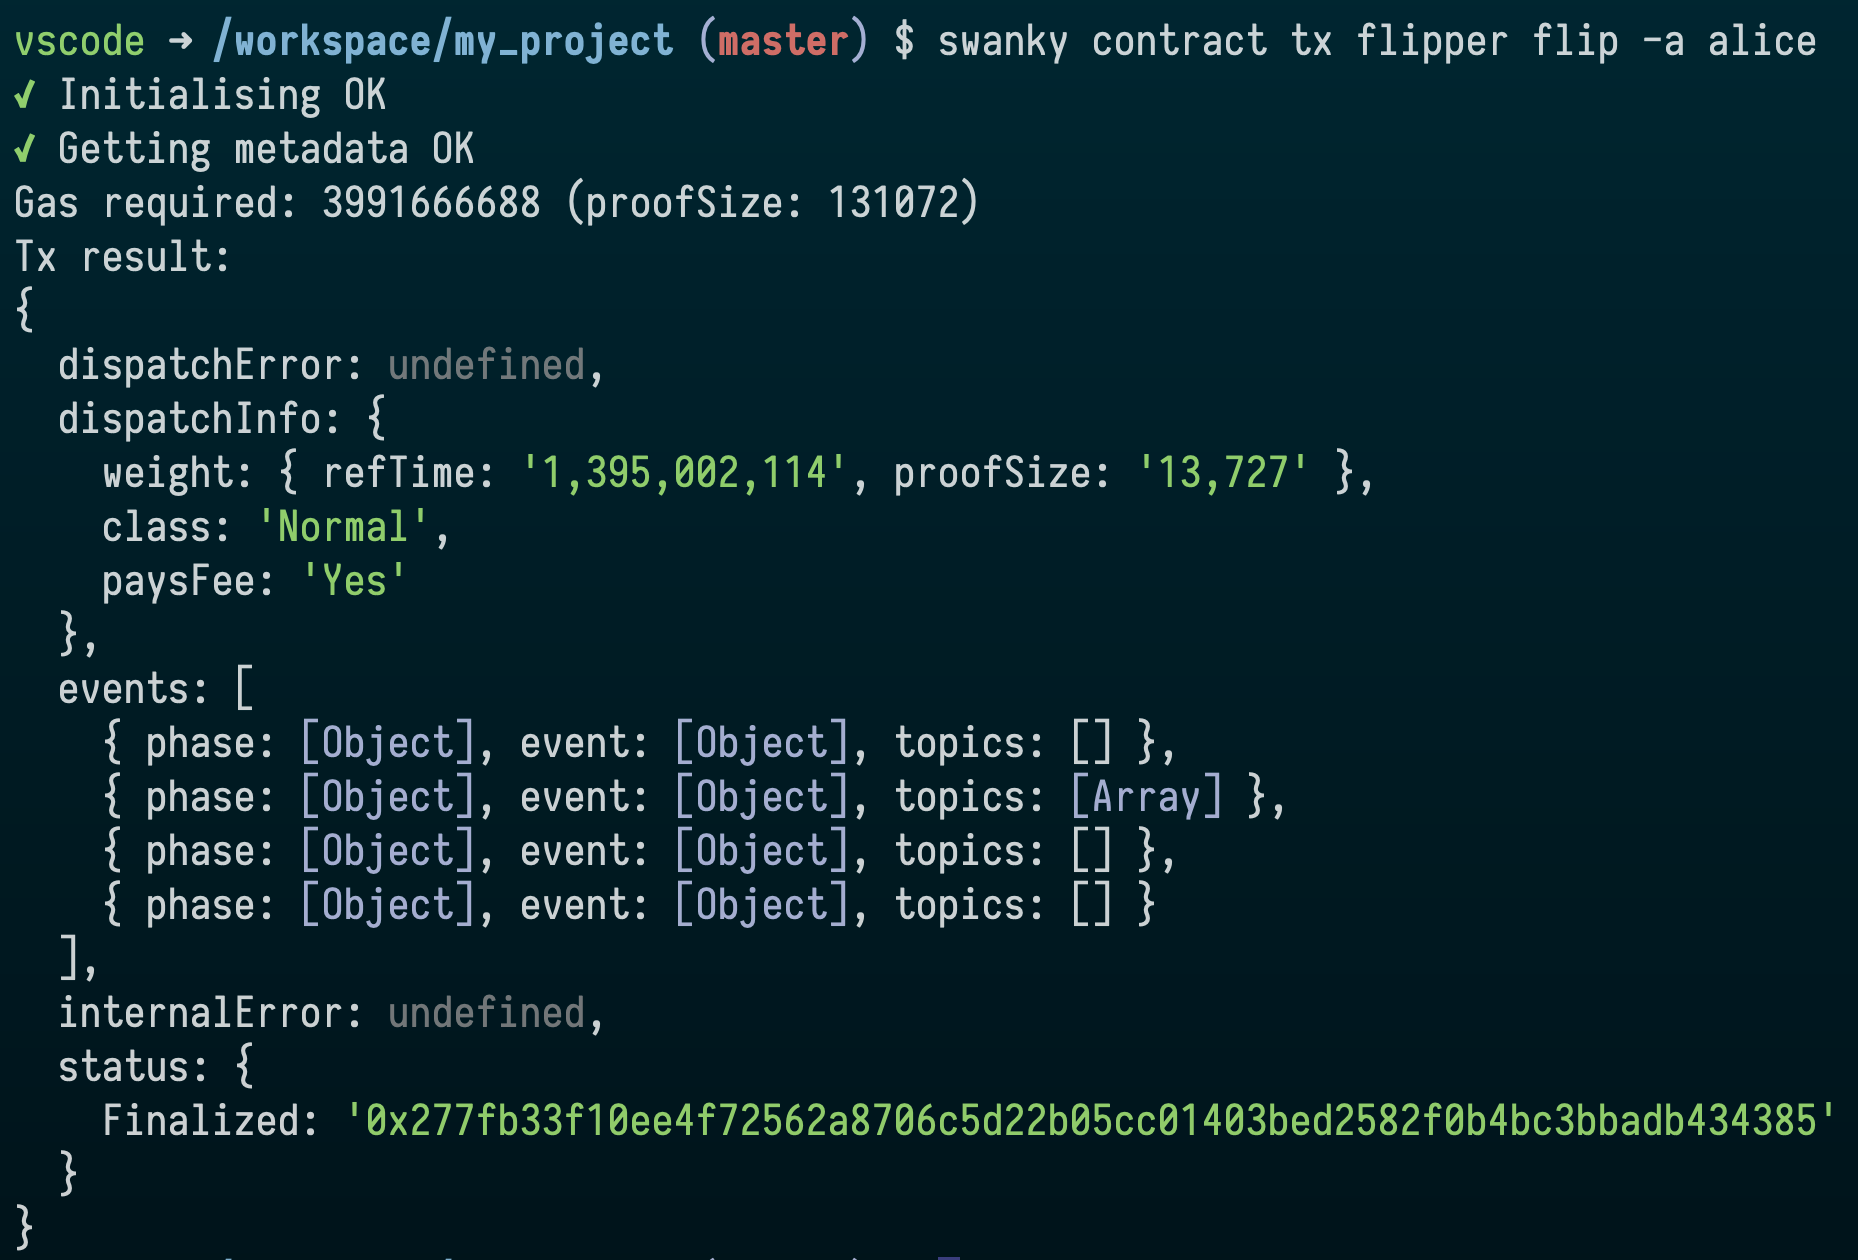 vscode ➜ /workspace/my_project (master) $ swanky contract tx flipper flip -a alice
✓ Initialising OK
✓ Getting metadata OK
Gas required: 3991666688 (proofSize: 131072)
Tx result:
{
  dispatchError: undefined,
  dispatchInfo: {
    weight: { refTime: '1,395,002,114', proofSize: '13,727' },
    class: 'Normal',
    paysFee: 'Yes'
  },
  events: [
    { phase: [Object], event: [Object], topics: [] },
    { phase: [Object], event: [Object], topics: [Array] },
    { phase: [Object], event: [Object], topics: [] },
    { phase: [Object], event: [Object], topics: [] }
  ],
  internalError: undefined,
  status: {
    Finalized: '0x277fb33f10ee4f72562a8706c5d22b05cc01403bed2582f0b4bc3bbadb434385'
  }
}